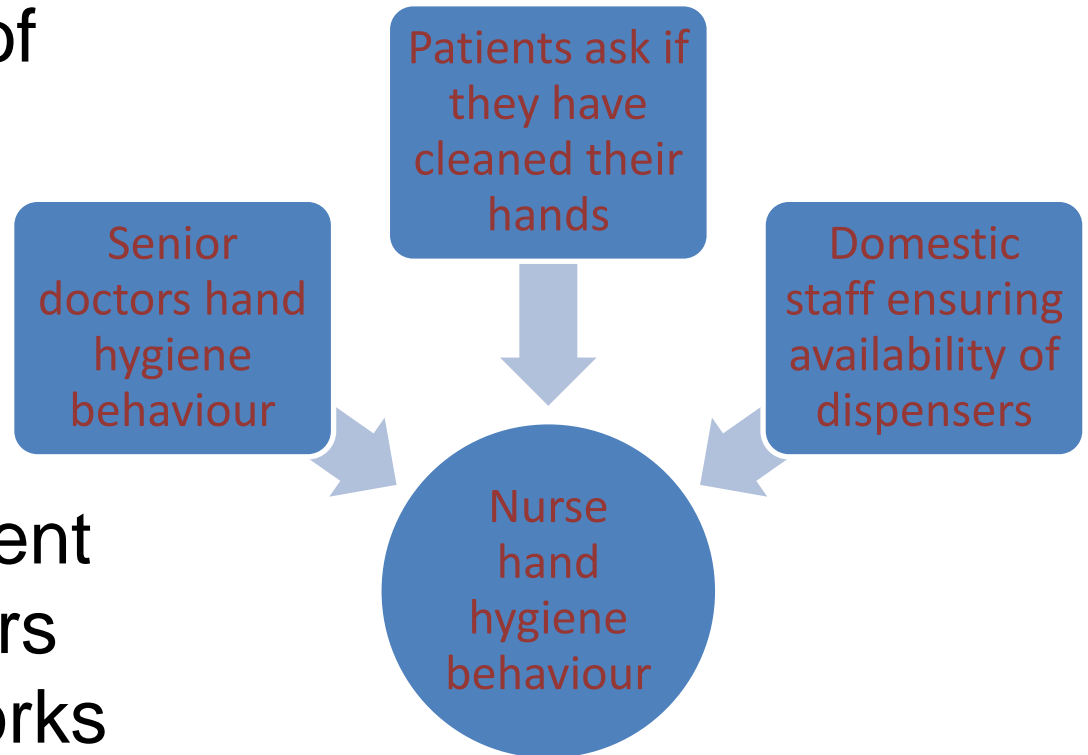 of
Patients ask if
they have
cleaned their
hands
Senior
doctors hand
hygiene
behaviour
Domestic
staff ensuring
availability of
dispensers
Nurse
hand
hygiene
behaviour
ent
rs
orks